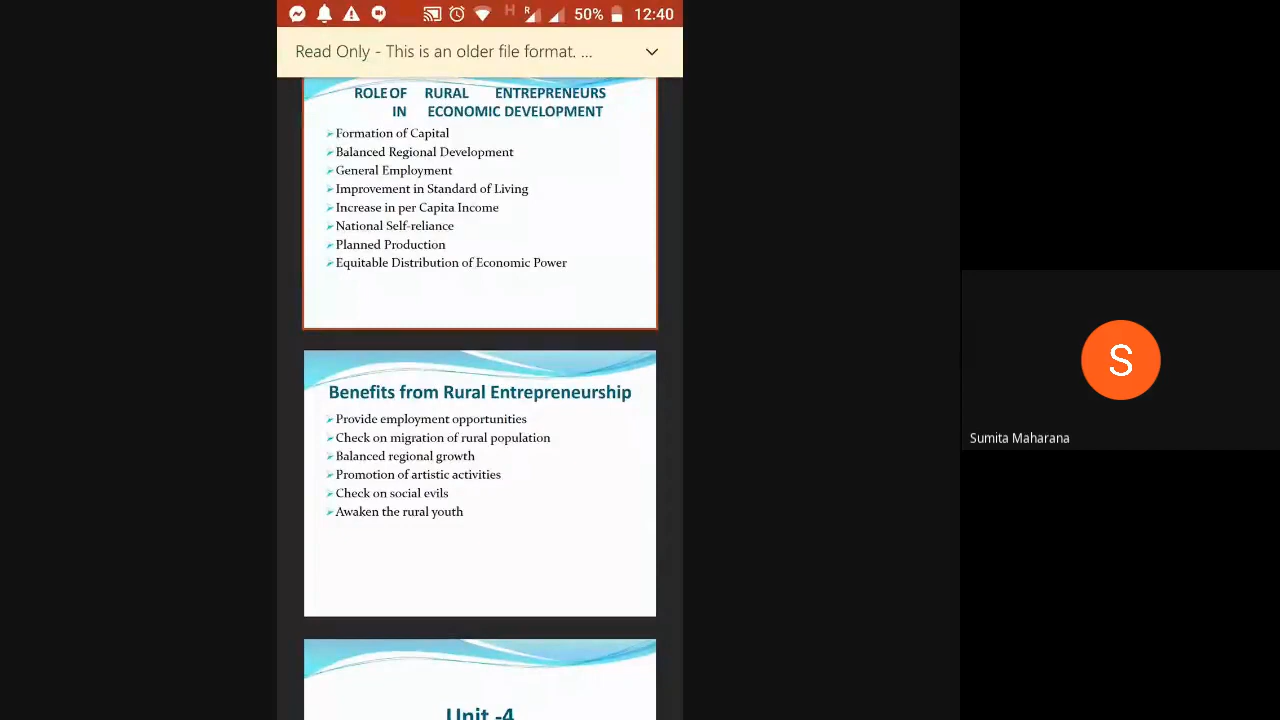 H R 50% 12:40
Read Only - This is an older file format. ...
ROLE OF RURAL ENTREPRENEURS
IN ECONOMIC DEVELOPMENT
Formation of Capital
Balanced Regional Development
General Employment
Improvement in Standard of Living
Increase in per Capita Income
National Self-reliance
Planned Production
Equitable Distribution of Economic Power
Benefits from Rural Entrepreneurship
Provide employment opportunities
Check on migration of rural population
Balanced regional growth
Promotion of artistic activities
Check on social evils
Awaken the rural youth
Unit -4
S
Sumita Maharana